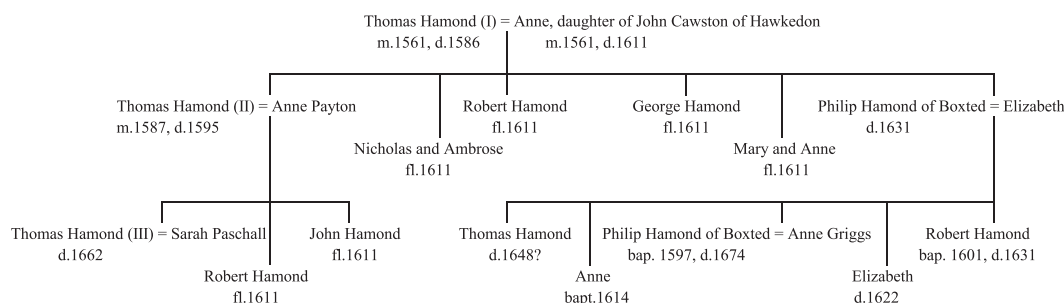 Thomas Hamond (I) = Anne, daughter of John Cawston of Hawkedon
m.1561, d.1586 m.1561, d.1611
Thomas Hamond (II) = Anne Payton
m.1587, d.1595
Robert Hamond
fl.1611
George Hamond
fl.1611
Philip Hamond of Boxted = Elizabeth
d.1631
Nicholas and Ambrose
fl.1611
Mary and Anne
fl.1611
Thomas Hamond (III) = Sarah Paschall
d.1662
John Hamond
fl.1611
Thomas Hamond
d.1648?
Philip Hamond of Boxted = Anne Griggs
bap. 1597, d.1674
Robert Hamond
bap. 1601, d.1631
Robert Hamond
fl.1611
Anne
bapt.1614
Elizabeth
d.1622